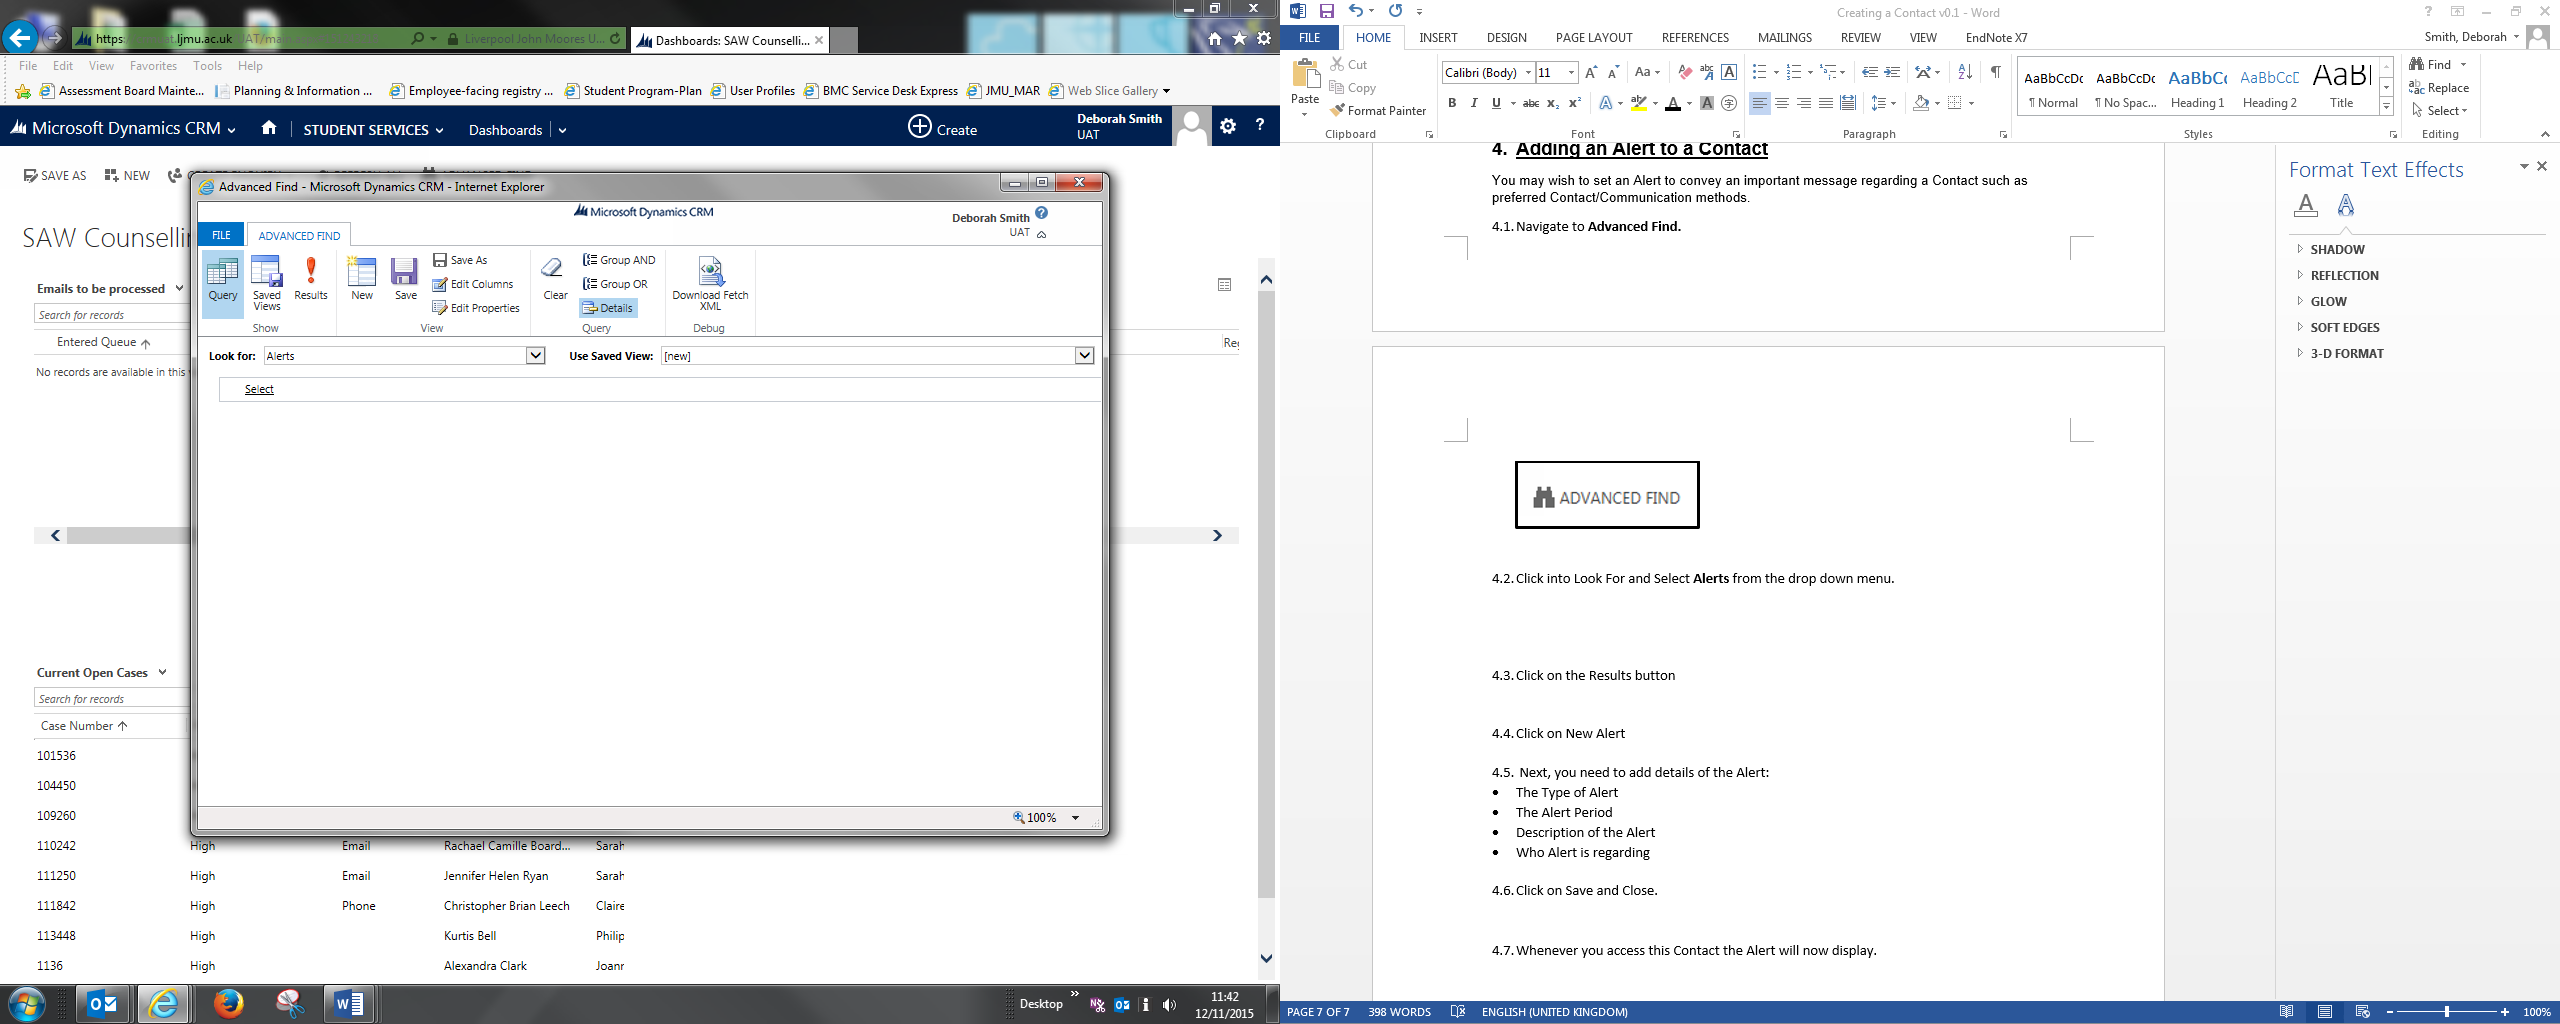 https:
.ljmu.ac.uk
Liverpool John Moores U...
Dashboards: SAW Counselli...
File Edit View Favorites Tools Help
Assessment Board Mainte... Planning & Information ... Employee-facing registry ... Student Program-Plan User Profiles BMC Service Desk Express JMU_MAR Web Slice Gallery
Microsoft Dynamics CRM STUDENT SERVICES Dashboards Create Deborah Smith
UAT ?
SAVE AS NEW
SAW Counselli
Emails to be processed
Search for records
Entered Queue
Reg
No records are available in this
Current Open Cases
Search for records
Case Number
101536
104450
109260
110242 High Email Rachael Camille Board... Sarah
111250 High Email Jennifer Helen Ryan Sarah
111842 High Phone Christopher Brian Leech Claire
113448 High Kurtis Bell Philip
1136 High Alexandra Clark Joann
Advanced Find - Microsoft Dynamics CRM - Internet Explorer
Microsoft Dynamics CRM
Deborah Smith
UAT
FILE ADVANCED FIND
Query Saved Views Results
Show
New Save Save As
Edit Columns
Edit Properties
View
Clear Group AND
Group OR
Details
Query
Download Fetch XML
Debug
Look for: Alerts Use Saved View: [new]
Select
100%
Desktop
11:42
12/11/2015
Creating a Contact v0.1 - Word
FILE HOME INSERT DESIGN PAGE LAYOUT REFERENCES MAILINGS REVIEW VIEW EndNote X7 Smith, Deborah
Paste Cut
Copy
Format Painter
Clipboard
Calibri (Body) 11
Font
Paragraph
AaBbCcDc AaBbCcDc AaBbCc AaBbCcD AaBl
¶ Normal ¶ No Spac... Heading 1 Heading 2 Title
Styles
Find
Replace
Select
Editing
4. Adding an Alert to a Contact
You may wish to set an Alert to convey an important message regarding a Contact such as
preferred Contact/Communication methods.
4.1. Navigate to Advanced Find.
ADVANCED FIND
4.2. Click into Look For and Select Alerts from the drop down menu.
4.3. Click on the Results button
4.4. Click on New Alert
4.5. Next, you need to add details of the Alert:
• The Type of Alert
• The Alert Period
• Description of the Alert
• Who Alert is regarding
4.6. Click on Save and Close.
4.7. Whenever you access this Contact the Alert will now display.
Format Text Effects
SHADOW
REFLECTION
GLOW
SOFT EDGES
3-D FORMAT
PAGE 7 OF 7 398 WORDS ENGLISH (UNITED KINGDOM) 100%